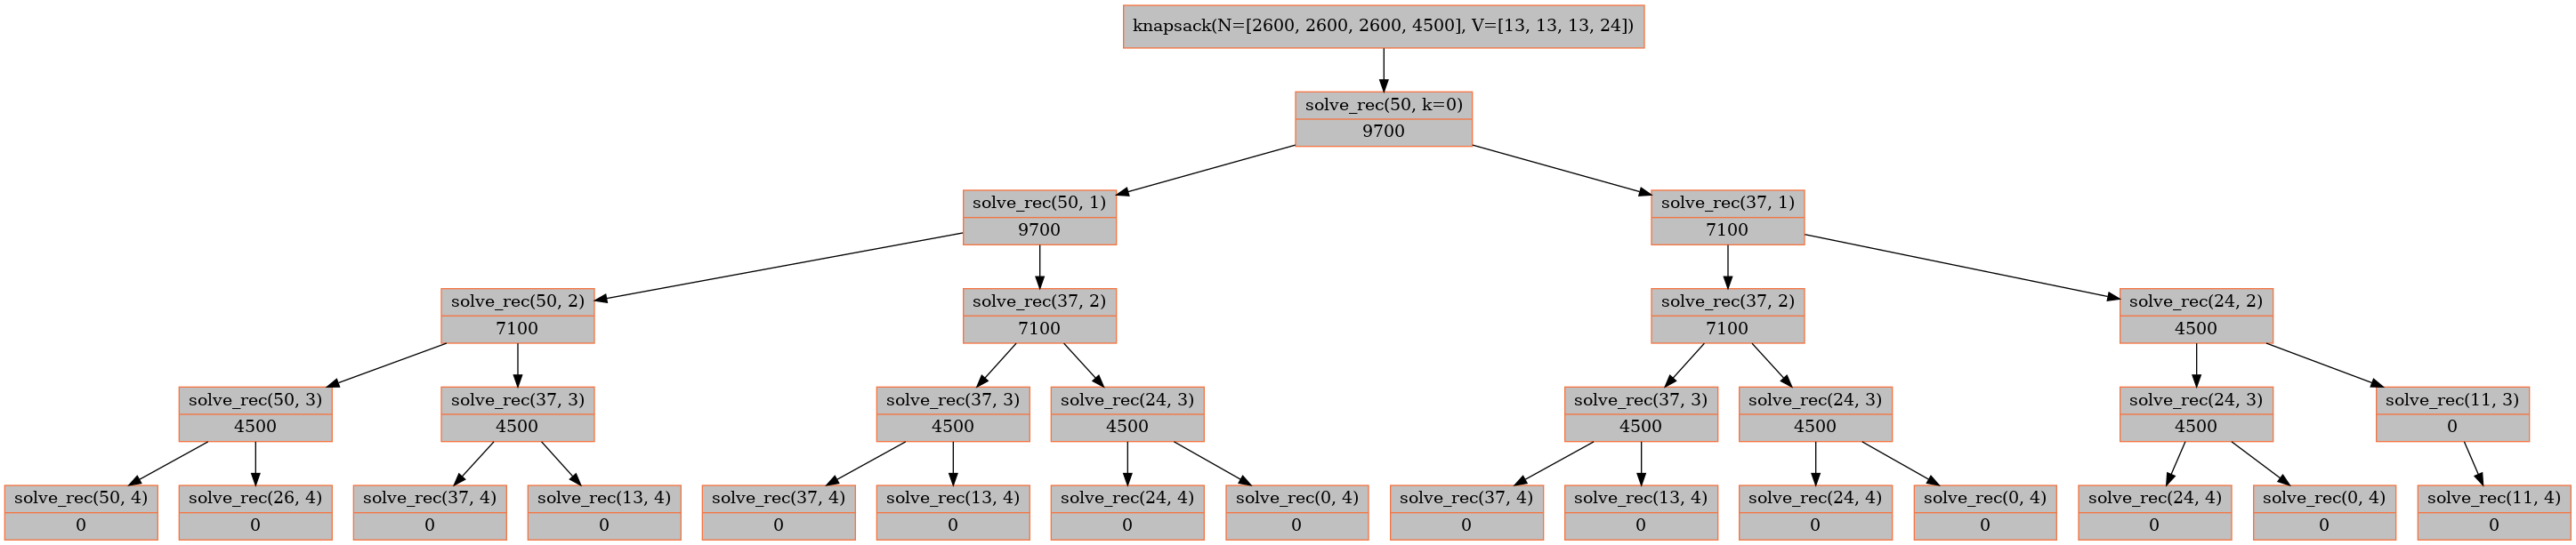 knapsack(N=[2600, 2600, 2600, 4500], V=[13, 13, 13, 24])
solve_rec(50, k=0)
9700
solve_rec(50, 1)
9700
solve_rec(37, 1)
7100
solve_rec(50, 2)
7100
solve_rec(37, 2)
7100
solve_rec(37, 2)
7100
solve_rec(24, 2)
4500
solve_rec(50, 3)
4500
solve_rec(37, 3)
4500
solve_rec(37, 3)
4500
solve_rec(24, 3)
4500
solve_rec(37, 3)
4500
solve_rec(24, 3)
4500
solve_rec(24, 3)
4500
solve_rec(11, 3)
0
solve_rec(50, 4)
0
solve_rec(26, 4)
0
solve_rec(37, 4)
0
solve_rec(13, 4)
0
solve_rec(37, 4)
0
solve_rec(13, 4)
0
solve_rec(24, 4)
0
solve_rec(0, 4)
0
solve_rec(37, 4)
0
solve_rec(13, 4)
0
solve_rec(24, 4)
0
solve_rec(0, 4)
0
solve_rec(24, 4)
0
solve_rec(0, 4)
0
solve_rec(11, 4)
0